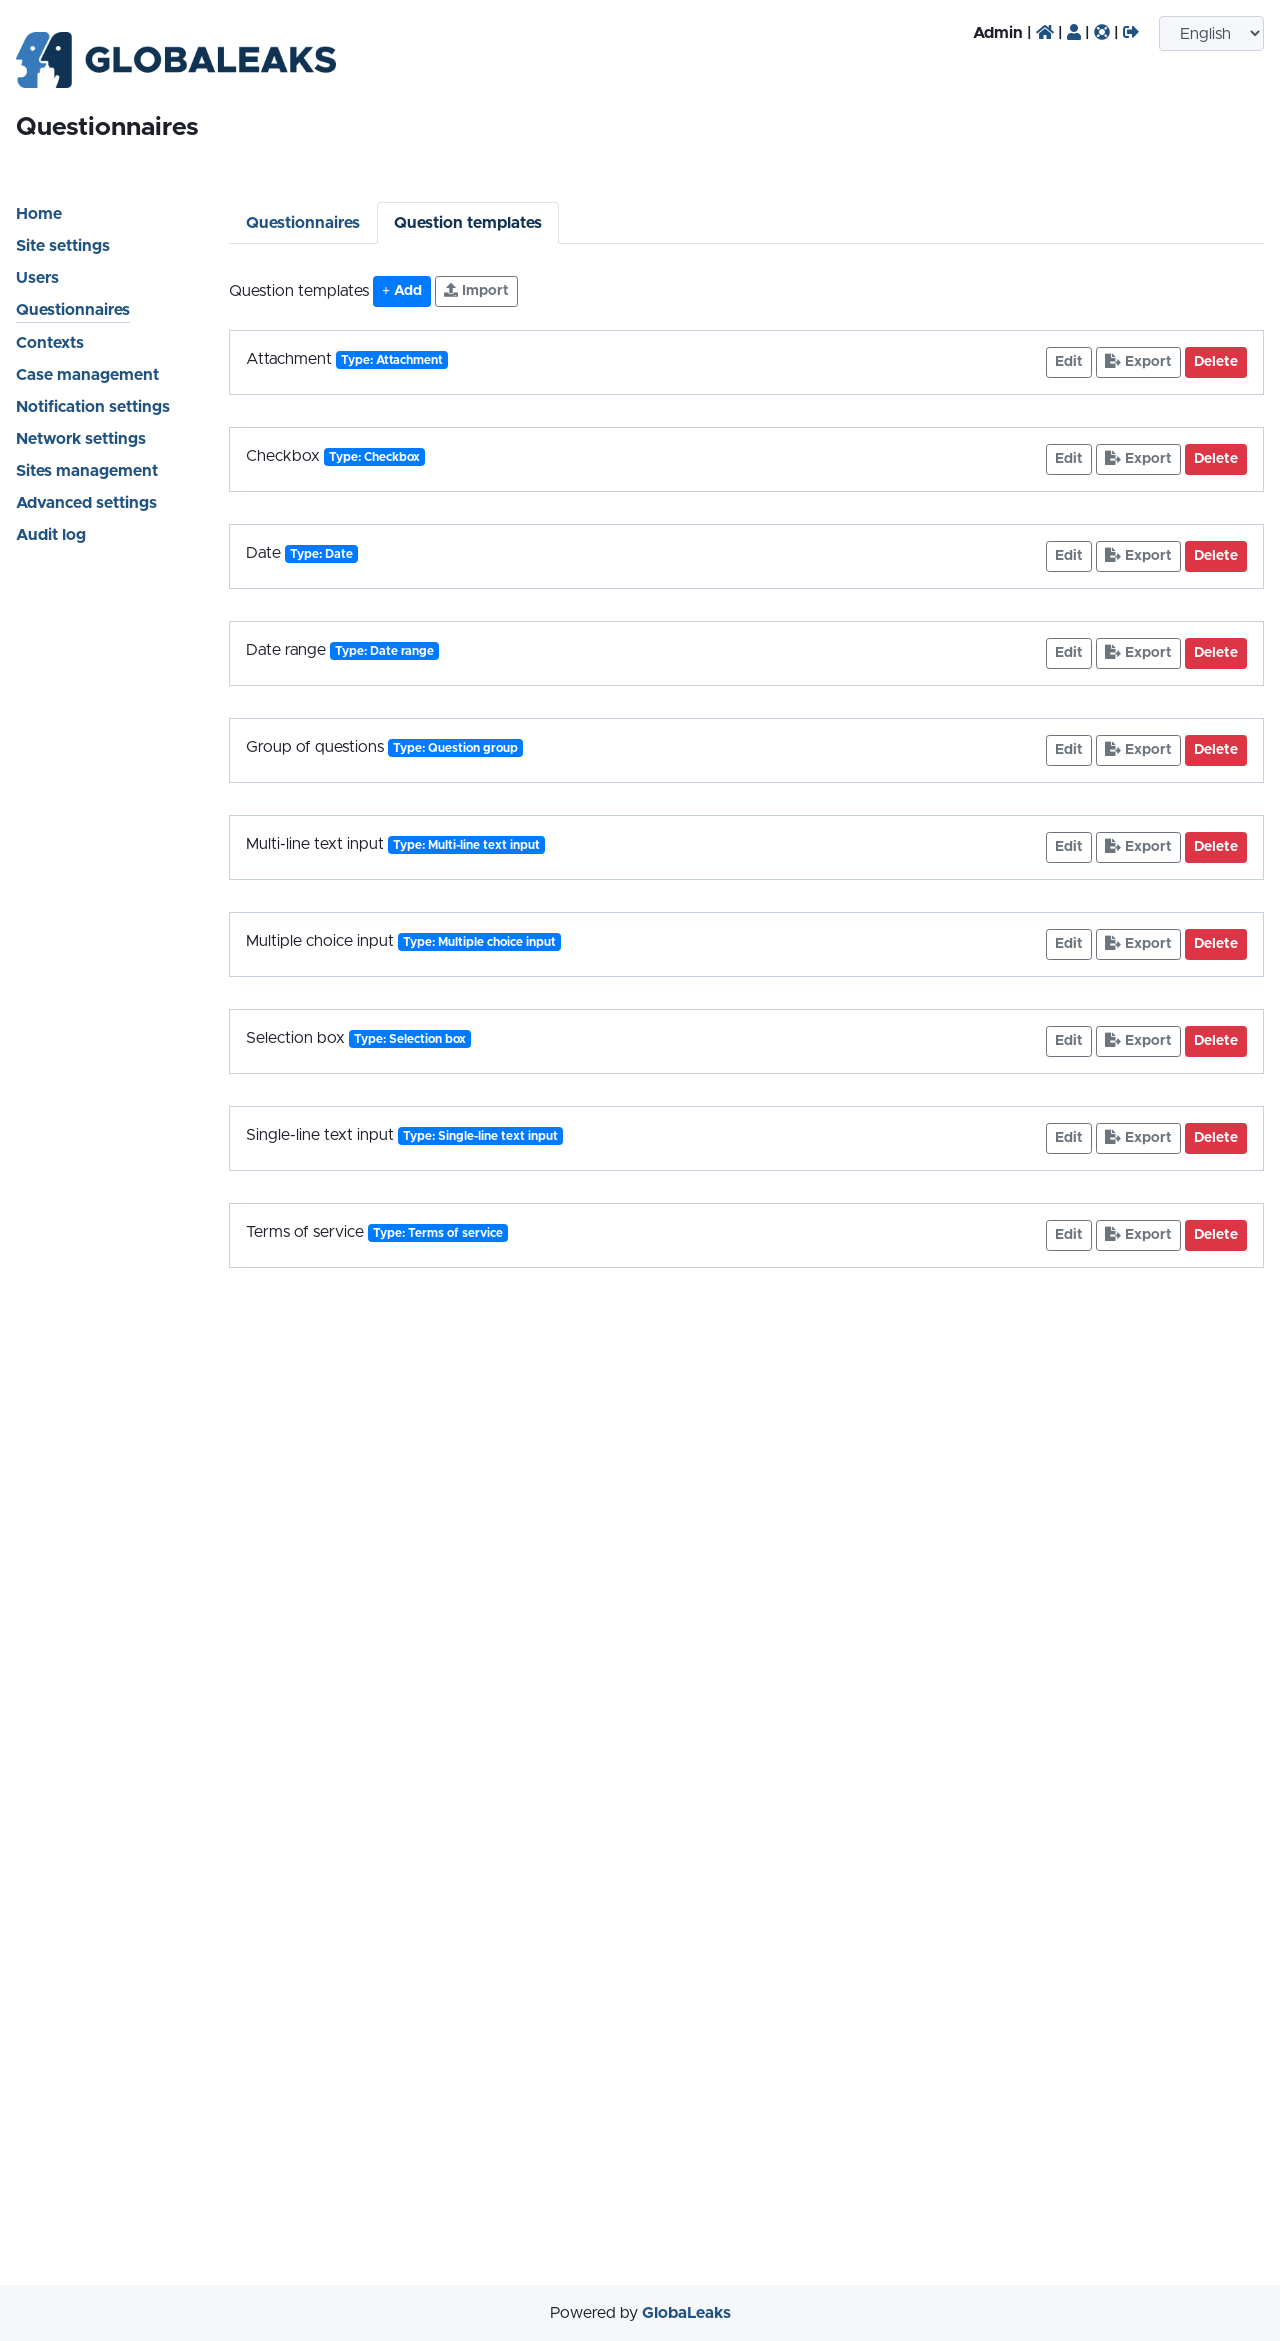 Admin | | | |
English
GLOBALEAKS
Questionnaires
Home
Site settings
Users
Questionnaires
Contexts
Case management
Notification settings
Network settings
Sites management
Advanced settings
Audit log
Questionnaires Question templates
Question templates + Add Import
Attachment Type: Attachment Edit Export Delete
Checkbox Type: Checkbox Edit Export Delete
Date Type: Date Edit Export Delete
Date range Type: Date range Edit Export Delete
Group of questions Type: Question group Edit Export Delete
Multi-line text input Type: Multi-line text input Edit Export Delete
Multiple choice input Type: Multiple choice input Edit Export Delete
Selection box Type: Selection box Edit Export Delete
Single-line text input Type: Single-line text input Edit Export Delete
Terms of service Type: Terms of service Edit Export Delete
Powered by GlobaLeaks